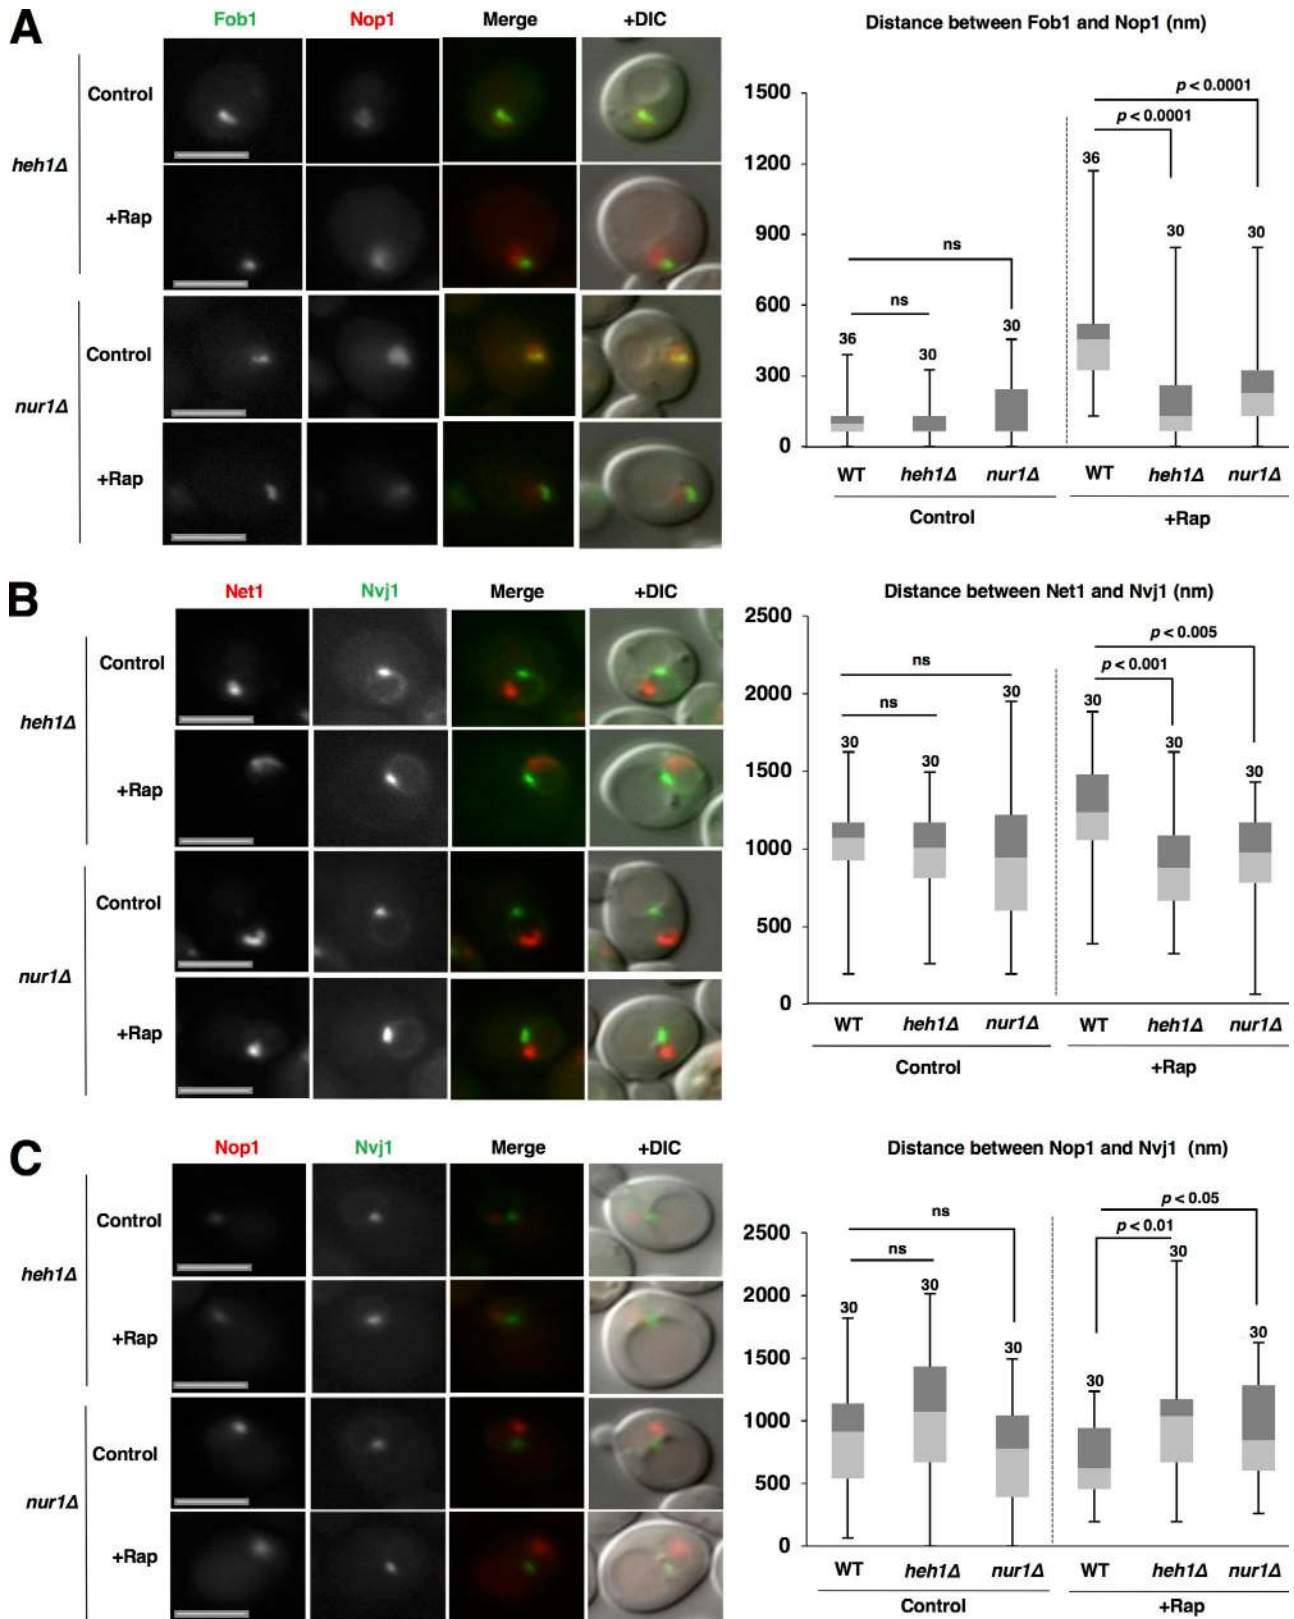 A
Fob1 Nop1 Merge +DIC
heh1Δ
Control
+Rap
nur1Δ
Control
+Rap
Distance between Fob1 and Nop1 (nm)
1500
1200
900
600
300
0
36 30 30 36 30 30
ns
ns
p < 0.0001
p < 0.0001
WT heh1Δ nur1Δ WT heh1Δ nur1Δ
Control +Rap
B
Net1 Nvj1 Merge +DIC
heh1Δ
Control
+Rap
nur1Δ
Control
+Rap
Distance between Net1 and Nvj1 (nm)
2500
2000
1500
1000
500
0
30 30 30 30 30 30
ns
ns
p < 0.005
p < 0.001
WT heh1Δ nur1Δ WT heh1Δ nur1Δ
Control +Rap
C
Nop1 Nvj1 Merge +DIC
heh1Δ
Control
+Rap
nur1Δ
Control
+Rap
Distance between Nop1 and Nvj1 (nm)
2500
2000
1500
1000
500
0
30 30 30 30 30 30
ns
ns
p < 0.05
p < 0.01
WT heh1Δ nur1Δ WT heh1Δ nur1Δ
Control +Rap